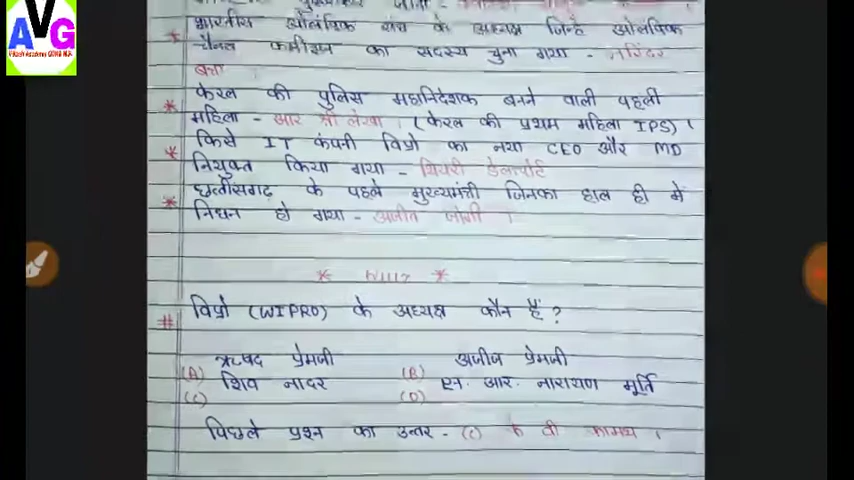 AVG
भारतीय ओलंपिक संघ के अध्यक्ष जिन्हे ओलंपिक
* चैनल कमीशन का सदस्य चुना गया - नरिंदर
बत्रा
केरल की पुलिस महानिदेशक बनने वाली पहली
* महिला - आर श्री लेखा । (केरल की प्रथम महिला IPS) ।
* किसे IT कंपनी विप्रो का नया CEO और MD
नियुक्त किया गया - थियरी डेलापोर्ट
छत्तीसगढ़ के पहले मुख्यमंत्री जिनका हाल ही में
* निधन हो गया - अजीत जोगी ।
* *
# विप्रो (WIPRO) के अध्यक्ष कौन हैं ?
(A) ऋषद प्रेमजी (B) अजीज प्रेमजी
(C) शिव नादर (D) एन. आर. नारायण मूर्ति
पिछले प्रश्न का उत्तर - (C) के वी कामथ ।